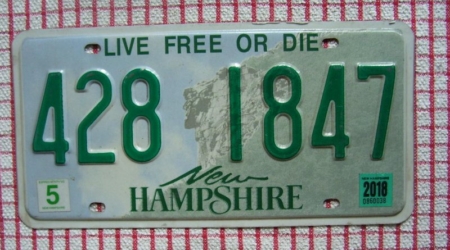 LIVE FREE OR DIE
428 1847
New
HAMPSHIRE
5
2018